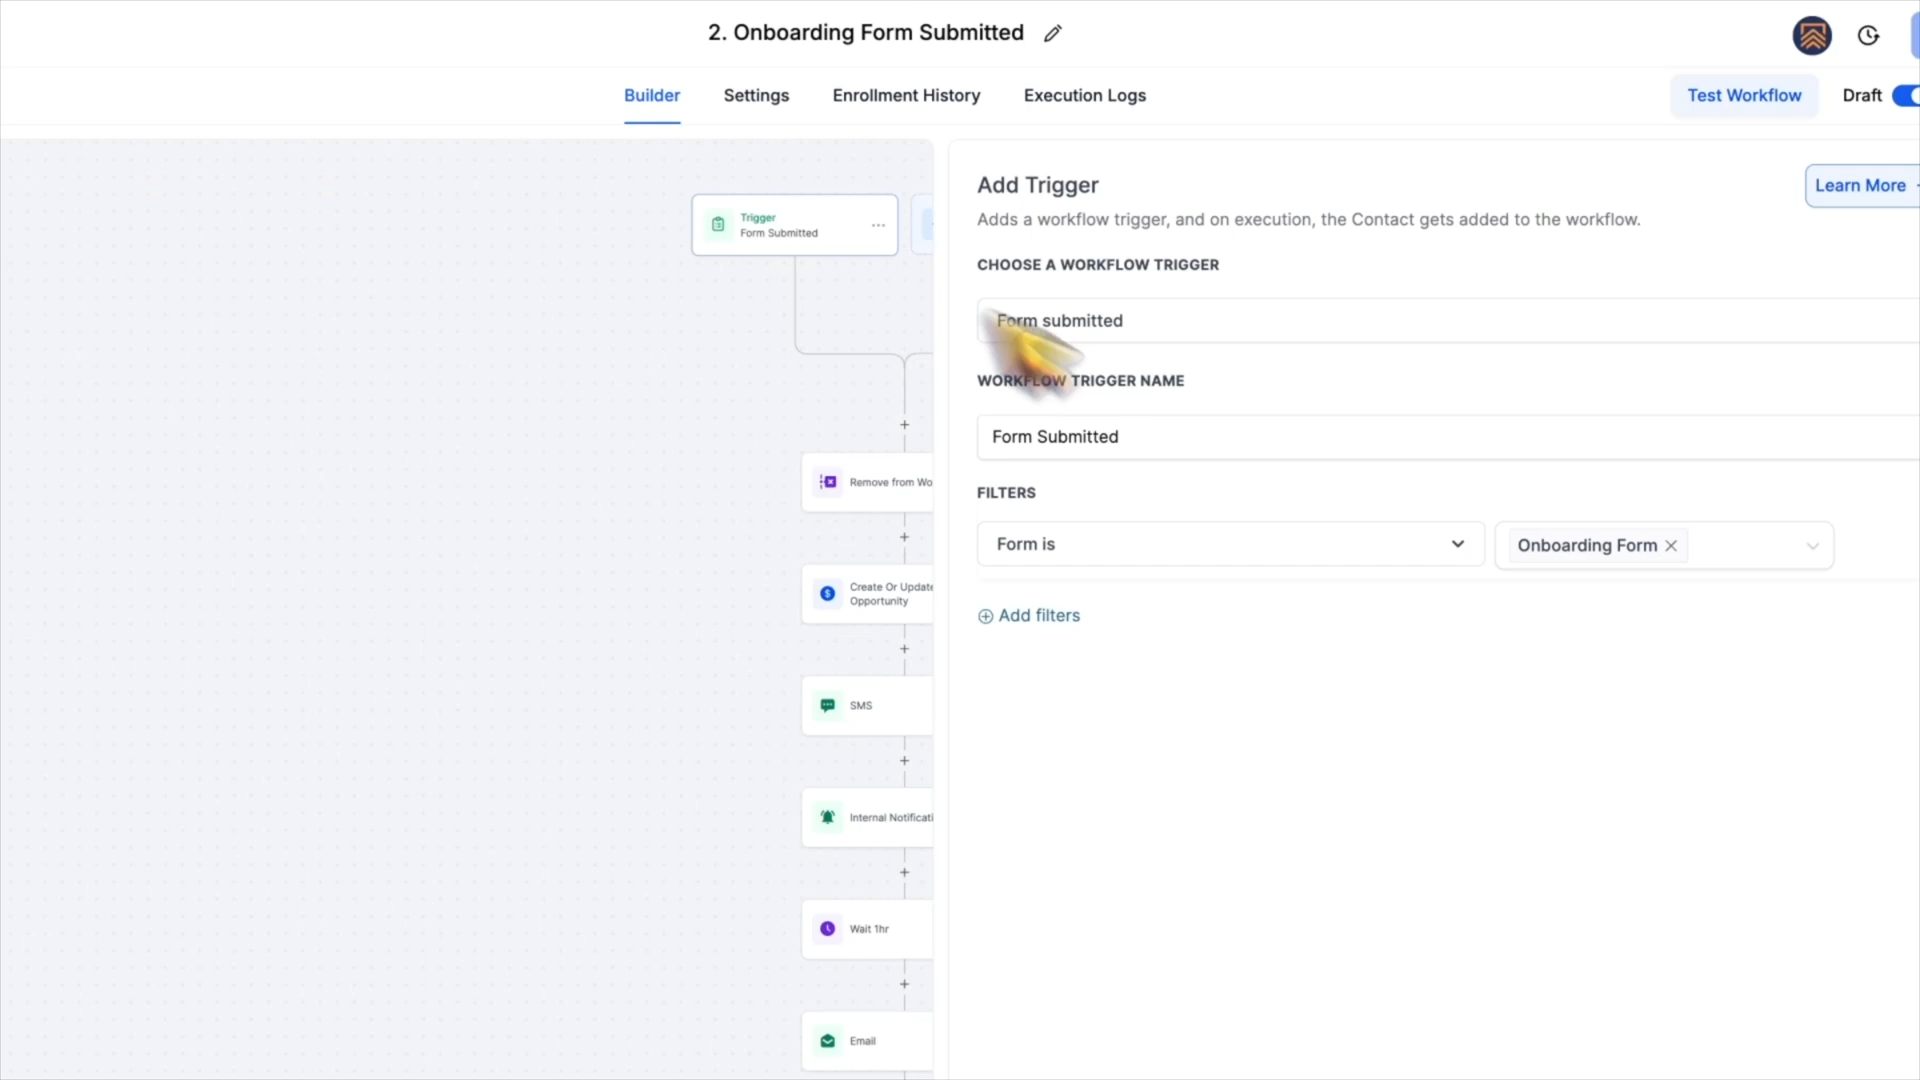 2. Onboarding Form Submitted
Builder
Settings
Enrollment History
Execution Logs
Test Workflow
Draft
Trigger
Form Submitted
Remove from Wo
Create Or Update
Opportunity
SMS
Internal Notificati
Wait 1hr
Email
Add Trigger
Learn More
Adds a workflow trigger, and on execution, the Contact gets added to the workflow.
CHOOSE A WORKFLOW TRIGGER
Form submitted
WORKFLOW TRIGGER NAME
Form Submitted
FILTERS
Form is
Onboarding Form
Add filters